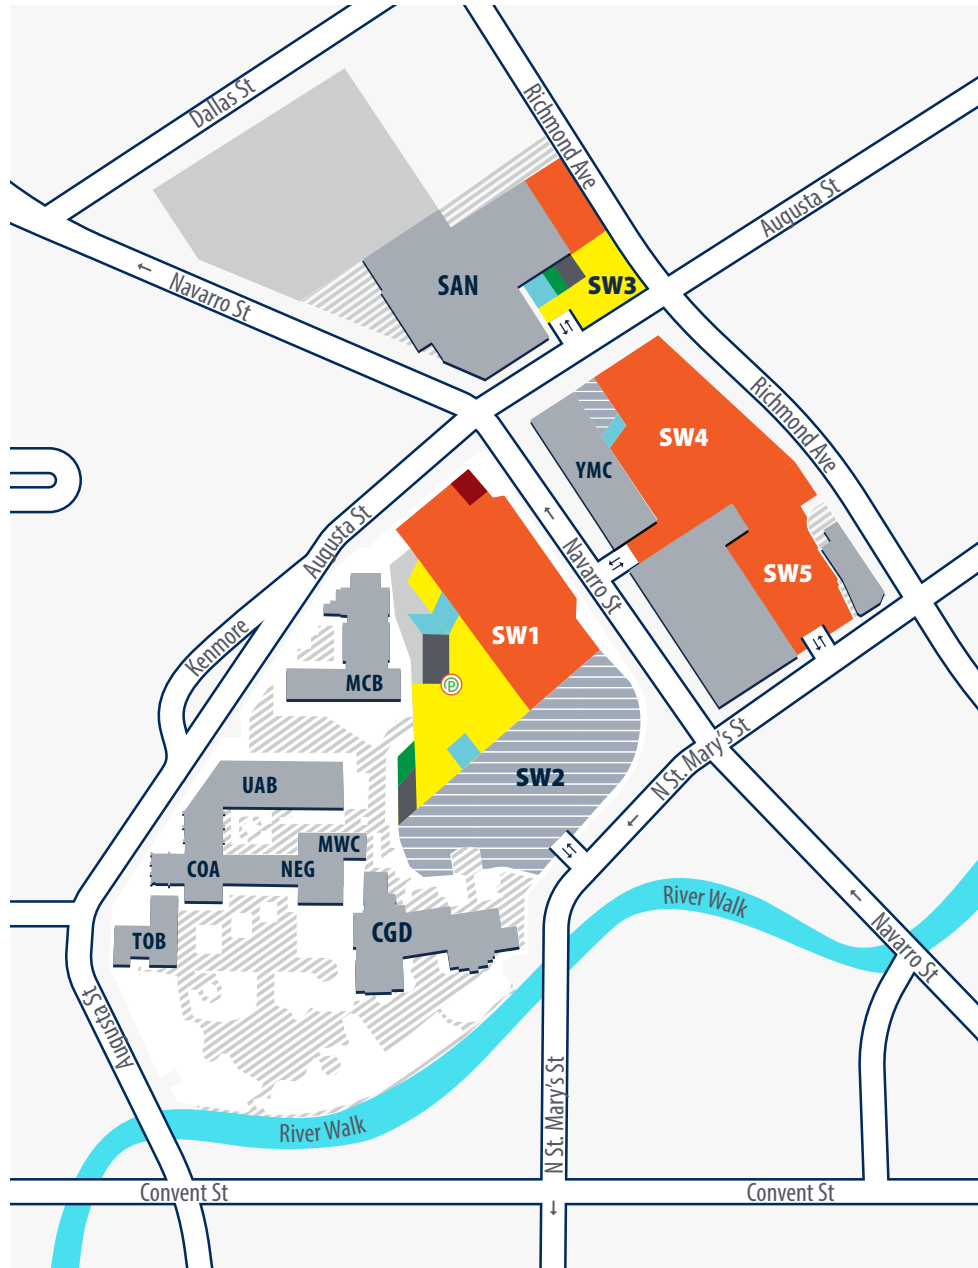 Dallas St
Richmond Ave
Augusta St
Navarro St
SAN
SW3
Richmond Ave
SW4
YMC
Augusta St
Navarro St
SW5
SW1
Kenmore
MCB
P
N St. Mary's St
SW2
UAB
MWC
COA
NEG
River Walk
TOB
CGD
Navarro St
Augusta St
N St. Mary's St
River Walk
Convent St
Convent St